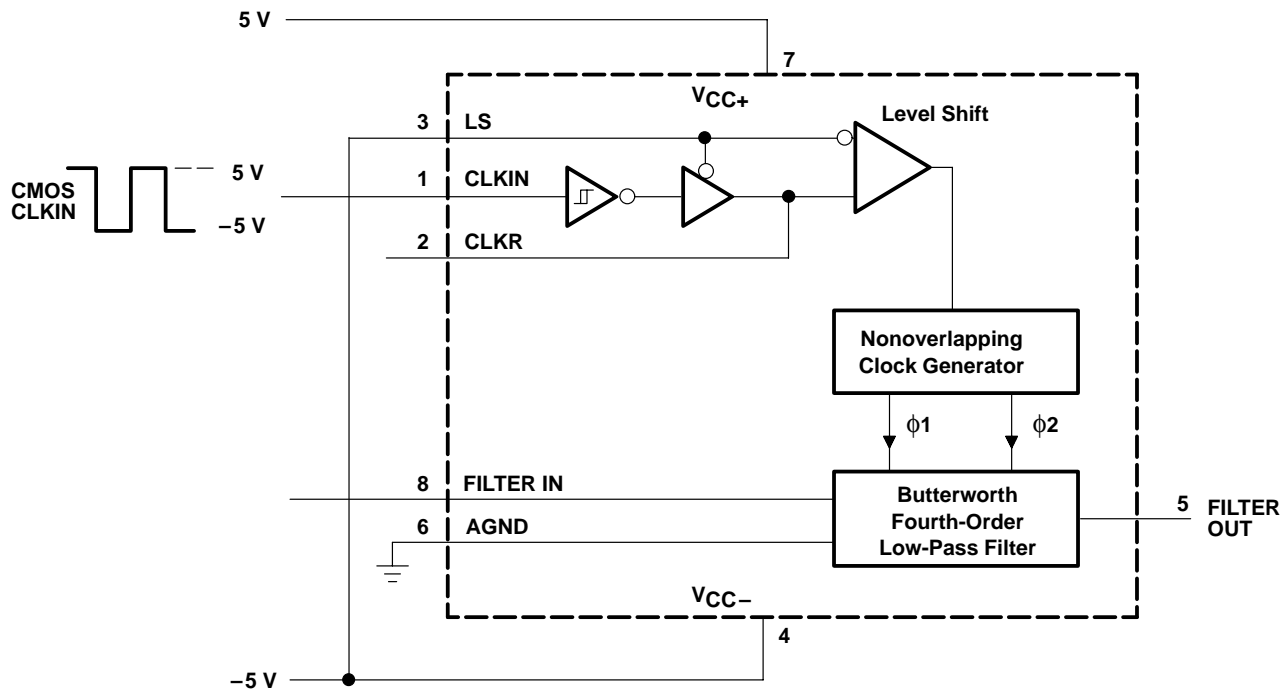 5 V
7
VCC+
Level Shift
3 LS
5 V
CMOS
CLKIN
−5 V
1 CLKIN
2 CLKR
Nonoverlapping
Clock Generator
ϕ1
ϕ2
8 FILTER IN
6 AGND
Butterworth
Fourth-Order
Low-Pass Filter
5 FILTER
OUT
VCC−
4
−5 V